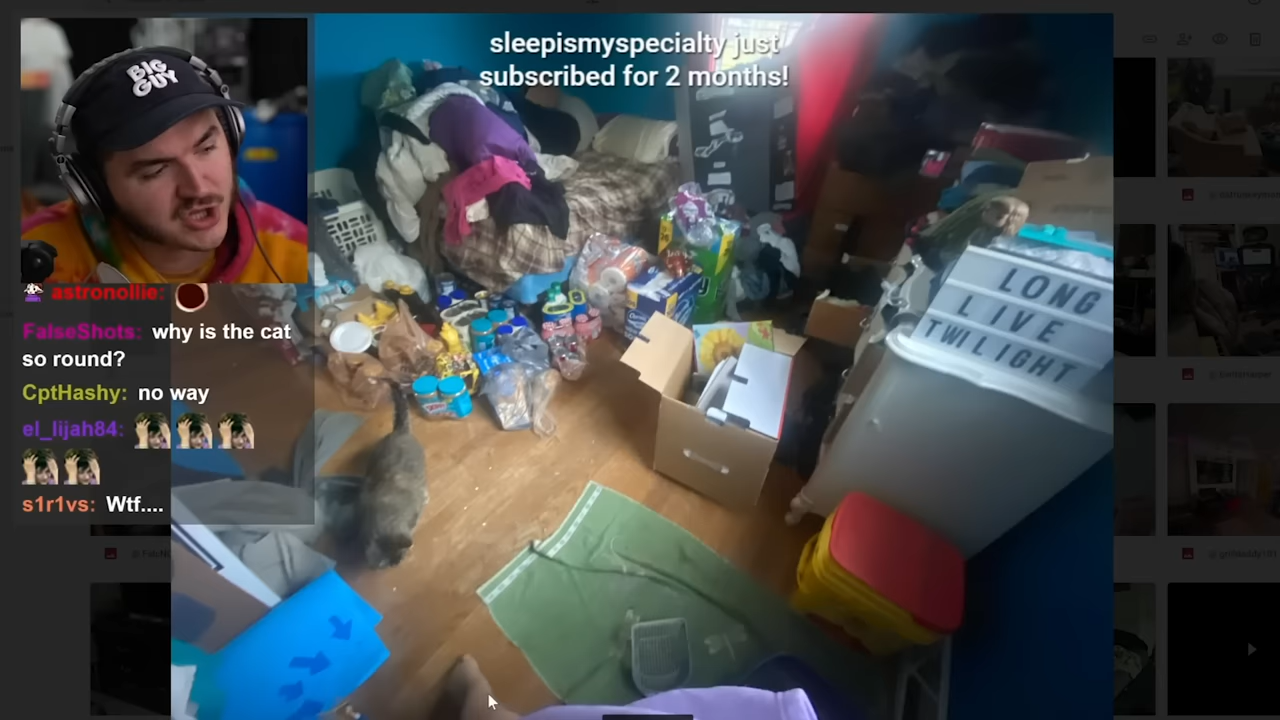 sleepismyspecialty just
subscribed for 2 months!
BIG
GUY
astronollie:
FalseShots: why is the cat
so round?
CptHashy: no way
el_lijah84:
s1r1vs: Wtf....
LONG
LIVE
TWILIGHT